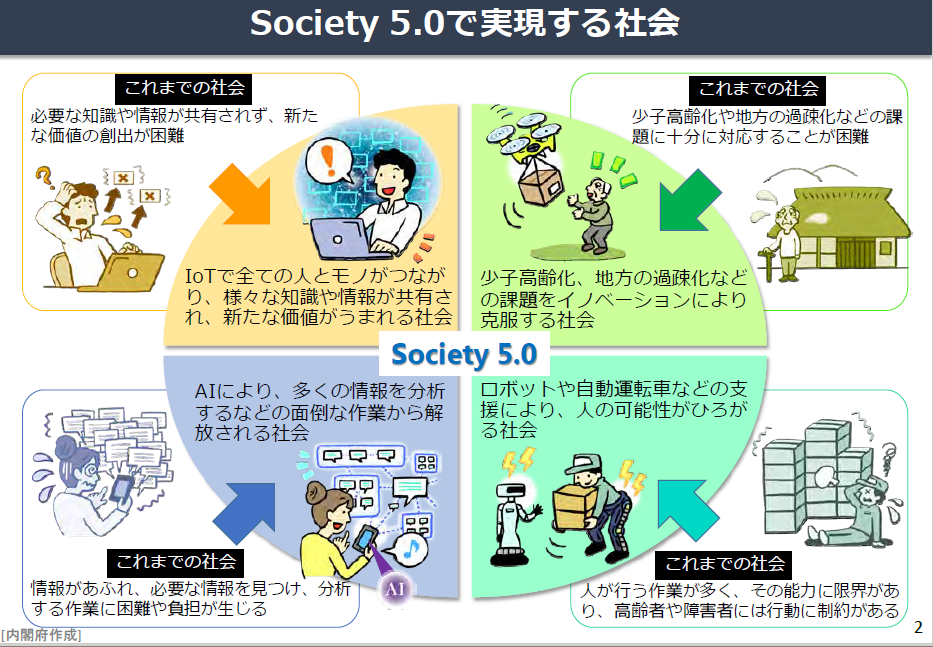 Society 5.0で実現する社会
これまでの社会
必要な知識や情報が共有されず、新た
な価値の創出が困難
IoTで全ての人とモノがつなが
り、様々な知識や情報が共有さ
れ、新たな価値がうまれる社会
これまでの社会
少子高齢化や地方の過疎化などの課
題に十分に対応することが困難
少子高齢化、地方の過疎化など
の課題をイノベーションにより
克服する社会
Society 5.0
AIにより、多くの情報を分析
するなどの面倒な作業から解
放される社会
AI
これまでの社会
情報があふれ、必要な情報を見つけ、分析
する作業に困難や負担が生じる
ロボットや自動運転車などの支
援により、人の可能性がひろが
る社会
これまでの社会
人が行う作業が多く、その能力に限界があ
り、高齢者や障害者には行動に制約がある
[内閣府作成]
2